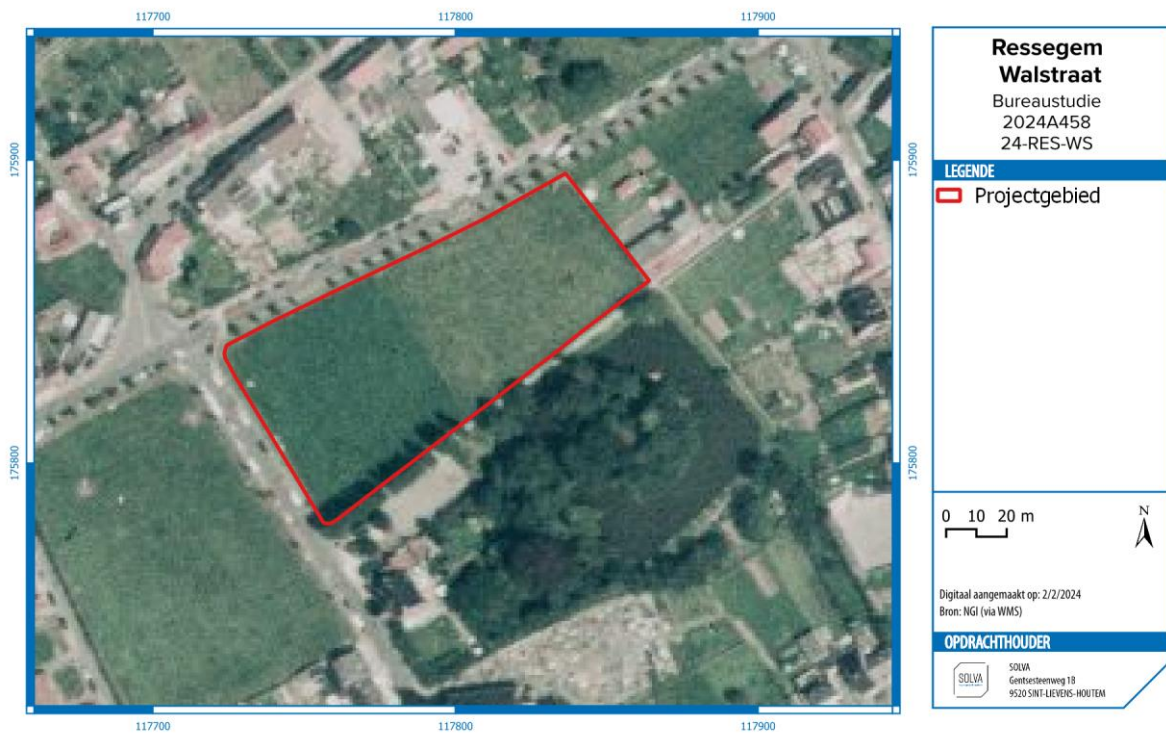 117700
117800
117900
175900
175800
175900
175800
117700
117800
117900
Ressegem
Walstraat
Bureaustudie
2024A458
24-RES-WS
LEGENDE
Projectgebied
0 10 20 m
N
Digitaal aangemaakt op: 2/2/2024
Bron: NGI (via WMS)
OPDRACHTHOUDER
SOLVA
SOLVA
Gentsesteenweg 1B
9520 SINT-LIEVENS-HOUTEM